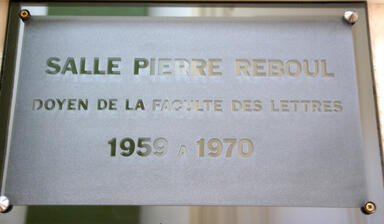 SALLE PIERRE REBOUL
DOYEN DE LA FACULTE DES LETTRES
1959 A 1970